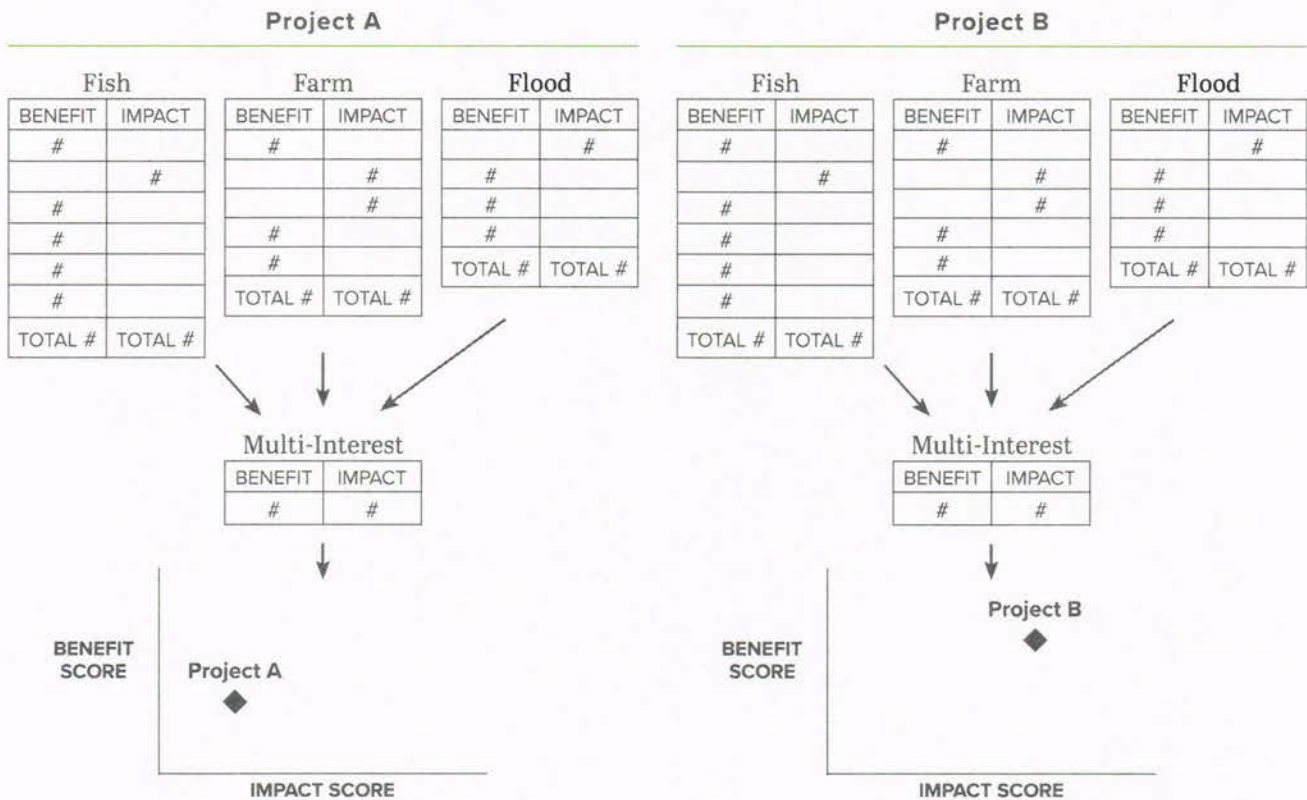 Project A
Project B
Fish
Farm
Flood
BENEFIT IMPACT
#
#
#
#
#
#
TOTAL # TOTAL #
BENEFIT IMPACT
#
#
#
#
#
TOTAL # TOTAL #
BENEFIT IMPACT
#
#
#
#
TOTAL # TOTAL #
Multi-Interest
BENEFIT IMPACT
# #
BENEFIT
SCORE
Project A
IMPACT SCORE
Fish
Farm
Flood
BENEFIT IMPACT
#
#
#
#
#
#
TOTAL # TOTAL #
BENEFIT IMPACT
#
#
#
#
#
TOTAL # TOTAL #
BENEFIT IMPACT
#
#
#
#
TOTAL # TOTAL #
Multi-Interest
BENEFIT IMPACT
# #
BENEFIT
SCORE
Project B
IMPACT SCORE